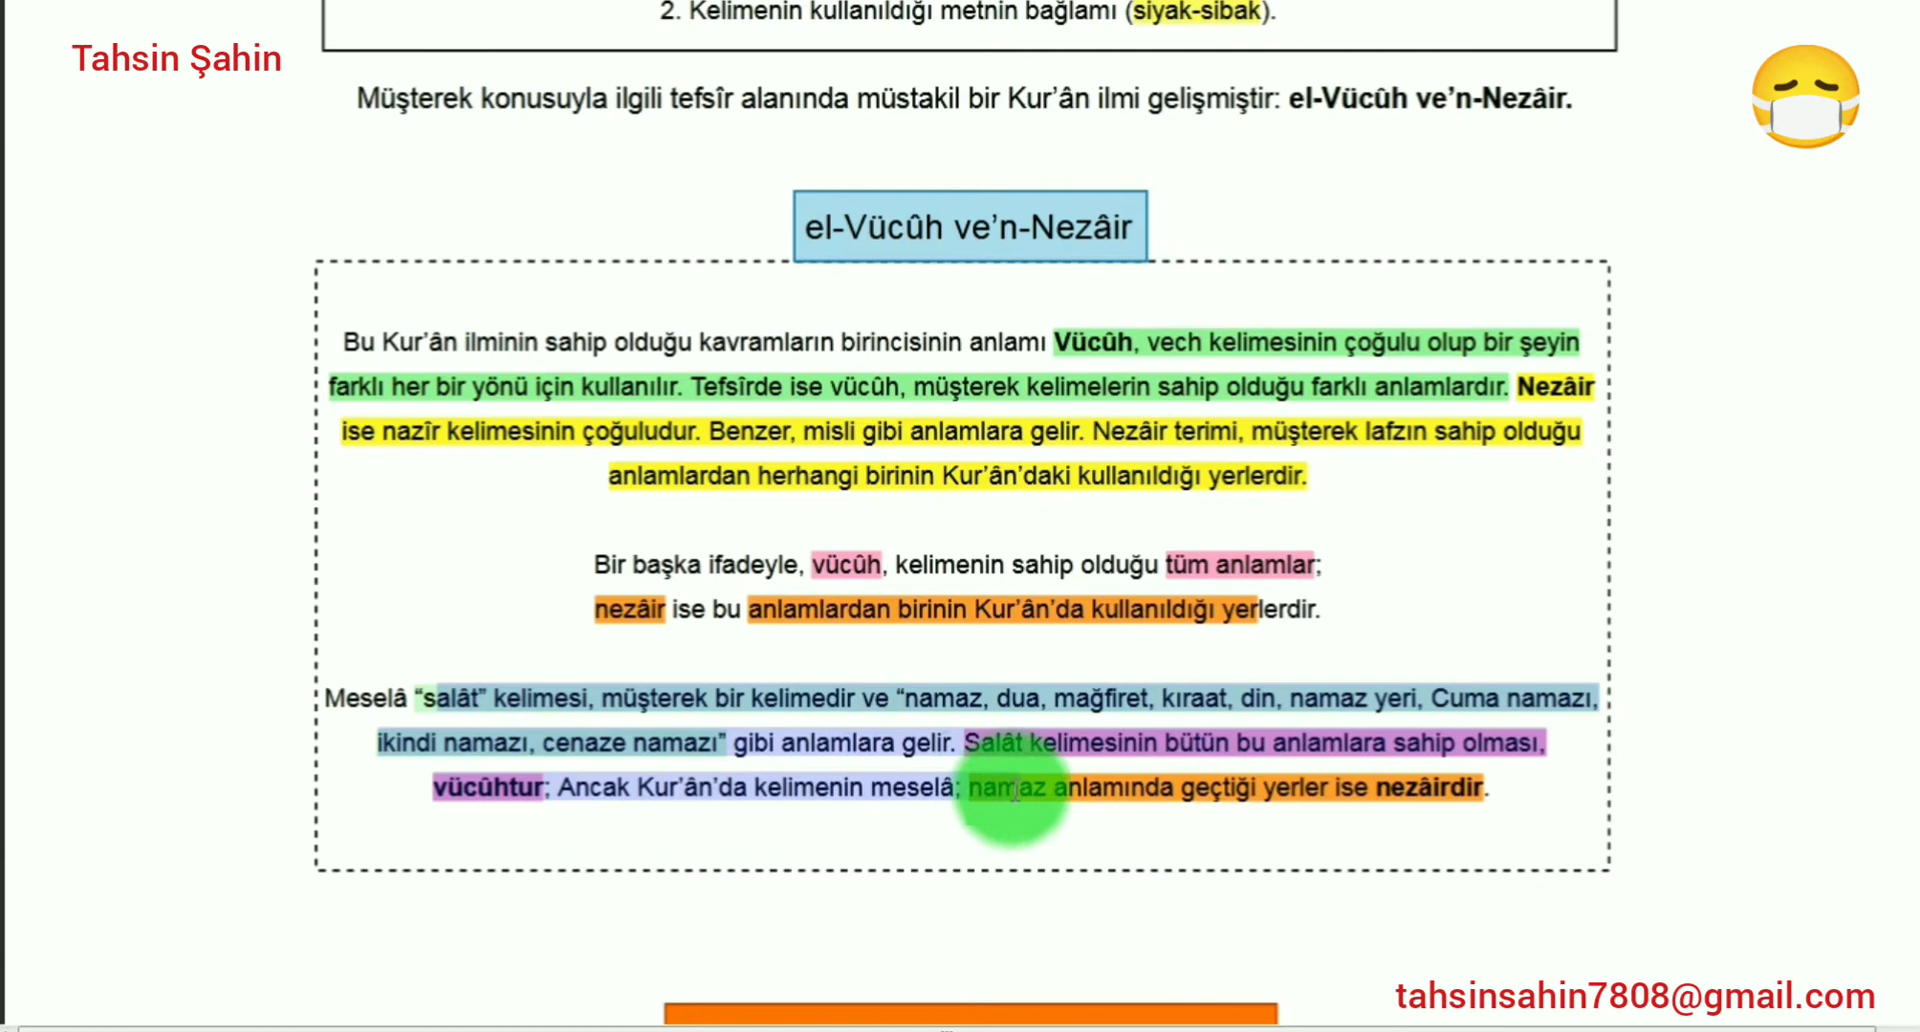 2. Kelimenin kullanıldığı metnin bağlamı (siyak-sibak).
Tahsin Şahin
Müşterek konusuyla ilgili tefsîr alanında müstakil bir Kur’ân ilmi gelişmiştir: el-Vücûh ve’n-Nezâir.
el-Vücûh ve’n-Nezâir
Bu Kur’ân ilminin sahip olduğu kavramların birincisinin anlamı Vücûh, vech kelimesinin çoğulu olup bir şeyin
farklı her bir yönü için kullanılır. Tefsîrde ise vücûh, müşterek kelimelerin sahip olduğu farklı anlamlardır. Nezâir
ise nazîr kelimesinin çoğuludur. Benzer, misli gibi anlamlara gelir. Nezâir terimi, müşterek lafzın sahip olduğu
anlamlardan herhangi birinin Kur’ân’daki kullanıldığı yerlerdir.
Bir başka ifadeyle, vücûh, kelimenin sahip olduğu tüm anlamlar;
nezâir ise bu anlamlardan birinin Kur’ân’da kullanıldığı yerlerdir.
Meselâ “salât” kelimesi, müşterek bir kelimedir ve “namaz, dua, mağfiret, kıraat, din, namaz yeri, Cuma namazı,
ikindi namazı, cenaze namazı” gibi anlamlara gelir. Salât kelimesinin bütün bu anlamlara sahip olması,
vücûhtur; Ancak Kur’ân’da kelimenin meselâ; namaz anlamında geçtiği yerler ise nezâirdir.
tahsinsahin7808@gmail.com